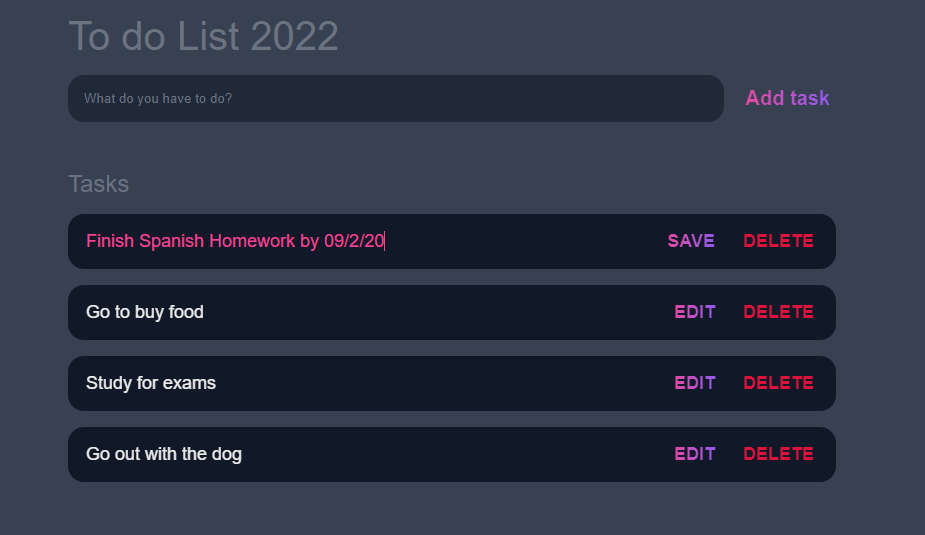 To do List 2022
What do you have to do?
Add task
Tasks
Finish Spanish Homework by 09/2/20
SAVE
DELETE
Go to buy food
EDIT
DELETE
Study for exams
EDIT
DELETE
Go out with the dog
EDIT
DELETE